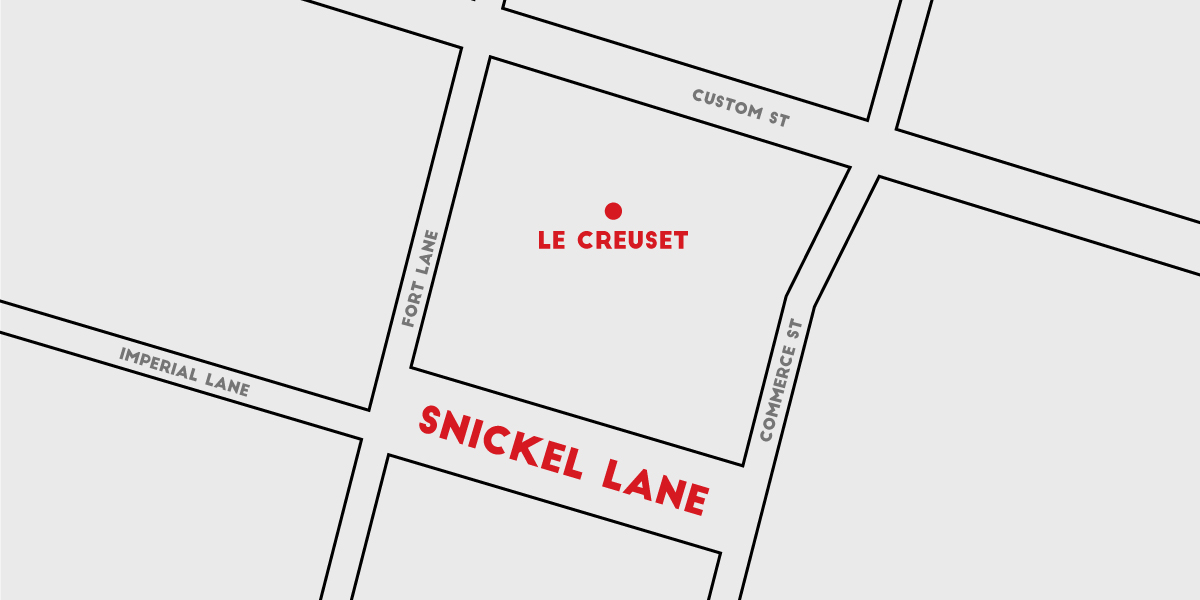 CUSTOM ST
LE CREUSET
FORT LANE
COMMERCE ST
IMPERIAL LANE
SNICKEL LANE